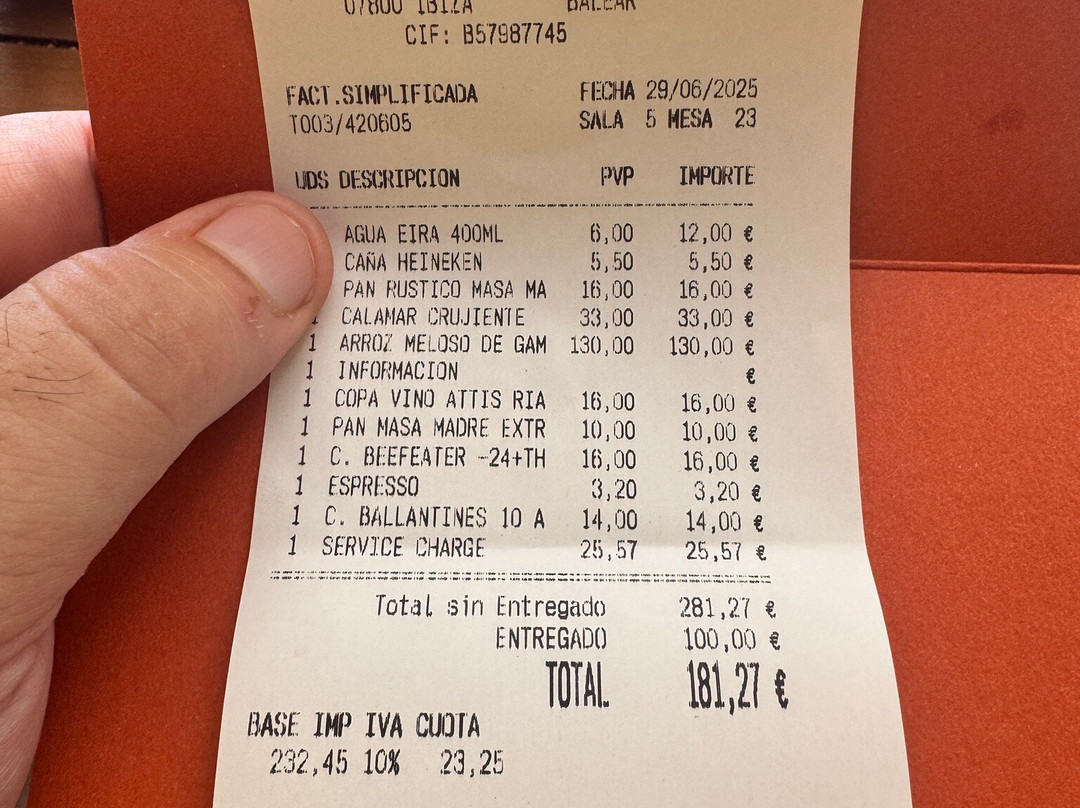 07800 IBIZA BALEAR
CIF: B57987745
FACT.SIMPLIFICADA FECHA 29/06/2025
T003/420605 SALA 5 MESA 23
UDS DESCRIPCION PVP IMPORTE
AGUA EIRA 400ML 6,00 12,00 €
CAÑA HEINEKEN 5,50 5,50 €
PAN RUSTICO MASA MA 16,00 16,00 €
1 CALAMAR CRUJIENTE 33,00 33,00 €
1 ARROZ MELOSO DE GAM 130,00 130,00 €
1 INFORMACION €
1 COPA VINO ATTIS RIA 16,00 16,00 €
1 PAN MASA MADRE EXTR 10,00 10,00 €
1 C. BEEFEATER -24+TH 16,00 16,00 €
1 ESPRESSO 3,20 3,20 €
1 C. BALLANTINES 10 A 14,00 14,00 €
1 SERVICE CHARGE 25,57 25,57 €
Total sin Entregado 281,27 €
ENTREGADO 100,00 €
TOTAL 181,27 €
BASE IMP IVA CUOTA
232,45 10% 23,25